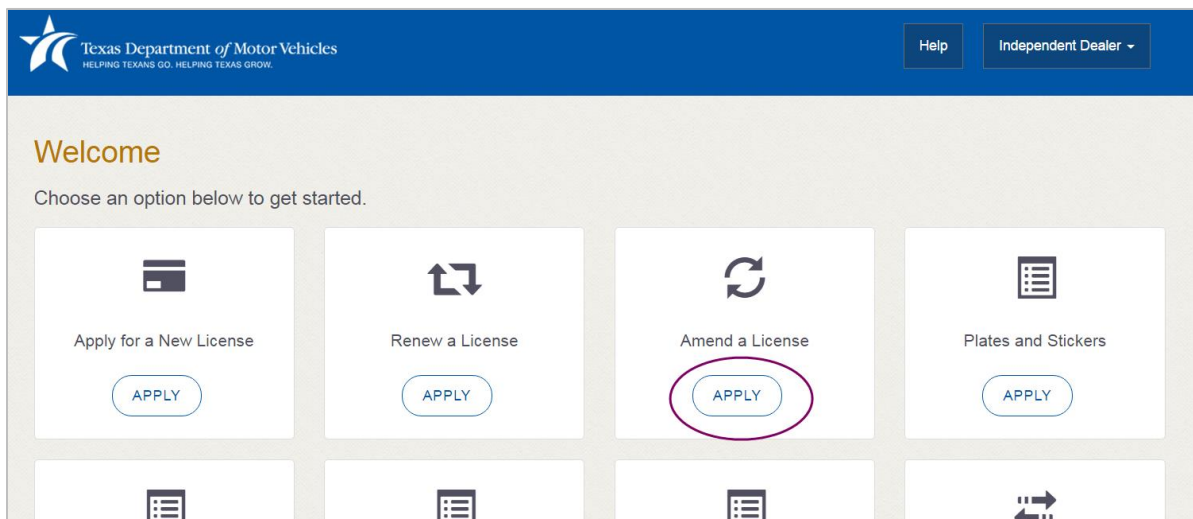 Texas Department of Motor Vehicles
HELPING TEXANS GO. HELPING TEXAS GROW.
Help
Independent Dealer
Welcome
Choose an option below to get started.
Apply for a New License
Renew a License
Amend a License
Plates and Stickers
APPLY
APPLY
APPLY
APPLY